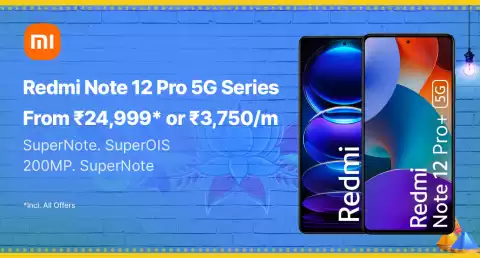 mi
Redmi Note 12 Pro 5G Series
From ₹24,999* or ₹3,750/m
SuperNote. SuperOIS
200MP. SuperNote
*Incl. All Offers
Redmi
Redmi
Note 12 Pro+ 5G